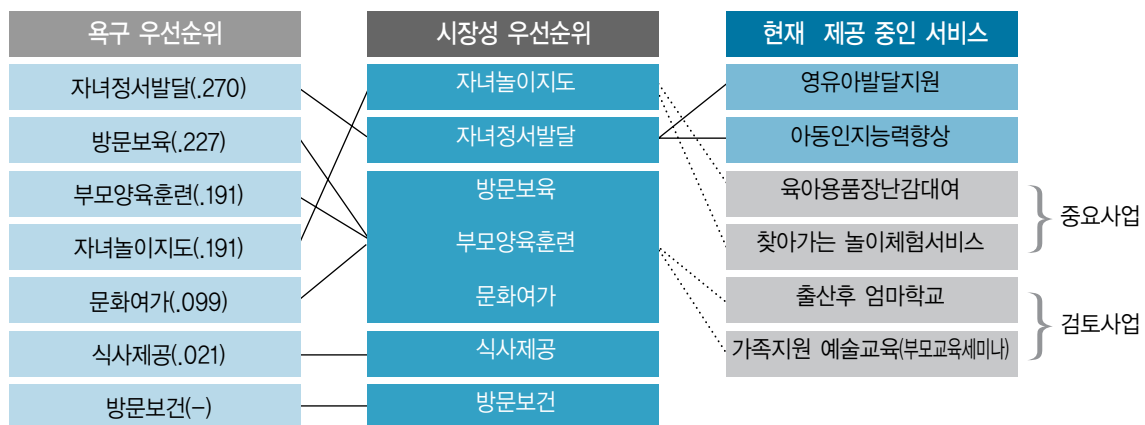 욕구 우선순위
자녀정서발달(.270)
방문보육(.227)
부모양육훈련(.191)
자녀놀이지도(.191)
문화여가(.099)
식사제공(.021)
방문보건(-)
시장성 우선순위
자녀놀이지도
자녀정서발달
방문보육
부모양육훈련
문화여가
식사제공
방문보건
현재 제공 중인 서비스
영유아발달지원
아동인지능력향상
육아용품장난감대여
찾아가는 놀이체험서비스
출산후 엄마학교
가족지원 예술교육(부모교육세미나)
중요사업
검토사업